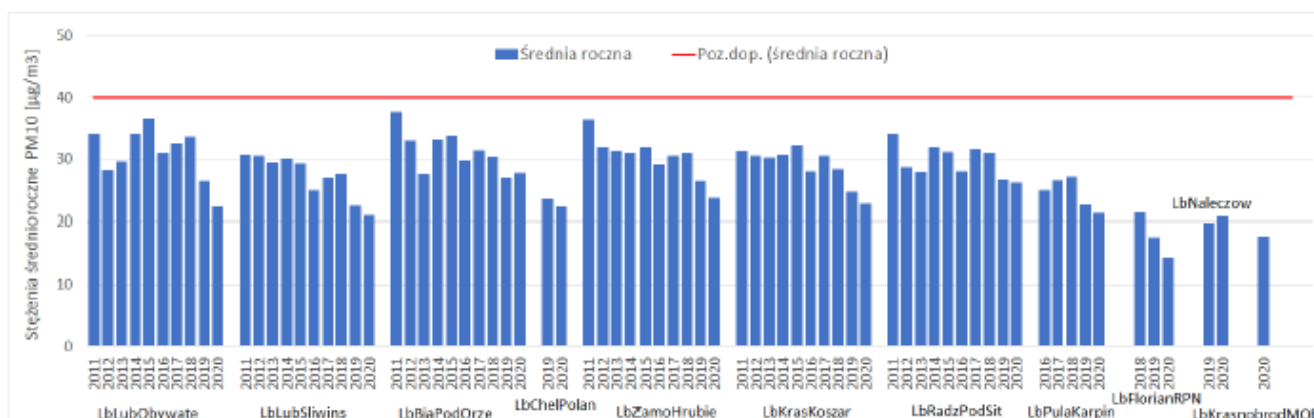 Stężenia średnioroczne PM10 [µg/m3]
50
40
30
20
10
0
Średnia roczna
Poz.dop. (średnia roczna)
LbNaleczow
2011 2012 2013 2014 2015 2016 2017 2018 2019 2020
2011 2012 2013 2014 2015 2016 2017 2018 2019 2020
2011 2012 2013 2014 2015 2016 2017 2018 2019 2020
2019 2020
2011 2012 2013 2014 2015 2016 2017 2018 2019 2020
2011 2012 2013 2014 2015 2016 2017 2018 2019 2020
2011 2012 2013 2014 2015 2016 2017 2018 2019 2020
2016 2017 2018 2019 2020
2018 2019 2020
2019 2020
2020
LbLubObywate
LbLubSliwins
LbBiaPodOrze
LbChelPolan
LbZamoHrubie
LbKrasKoszar
LbRadzPodSit
LbPulaKarpin
LbFlorianRPN
LbKrasnobrodMOB